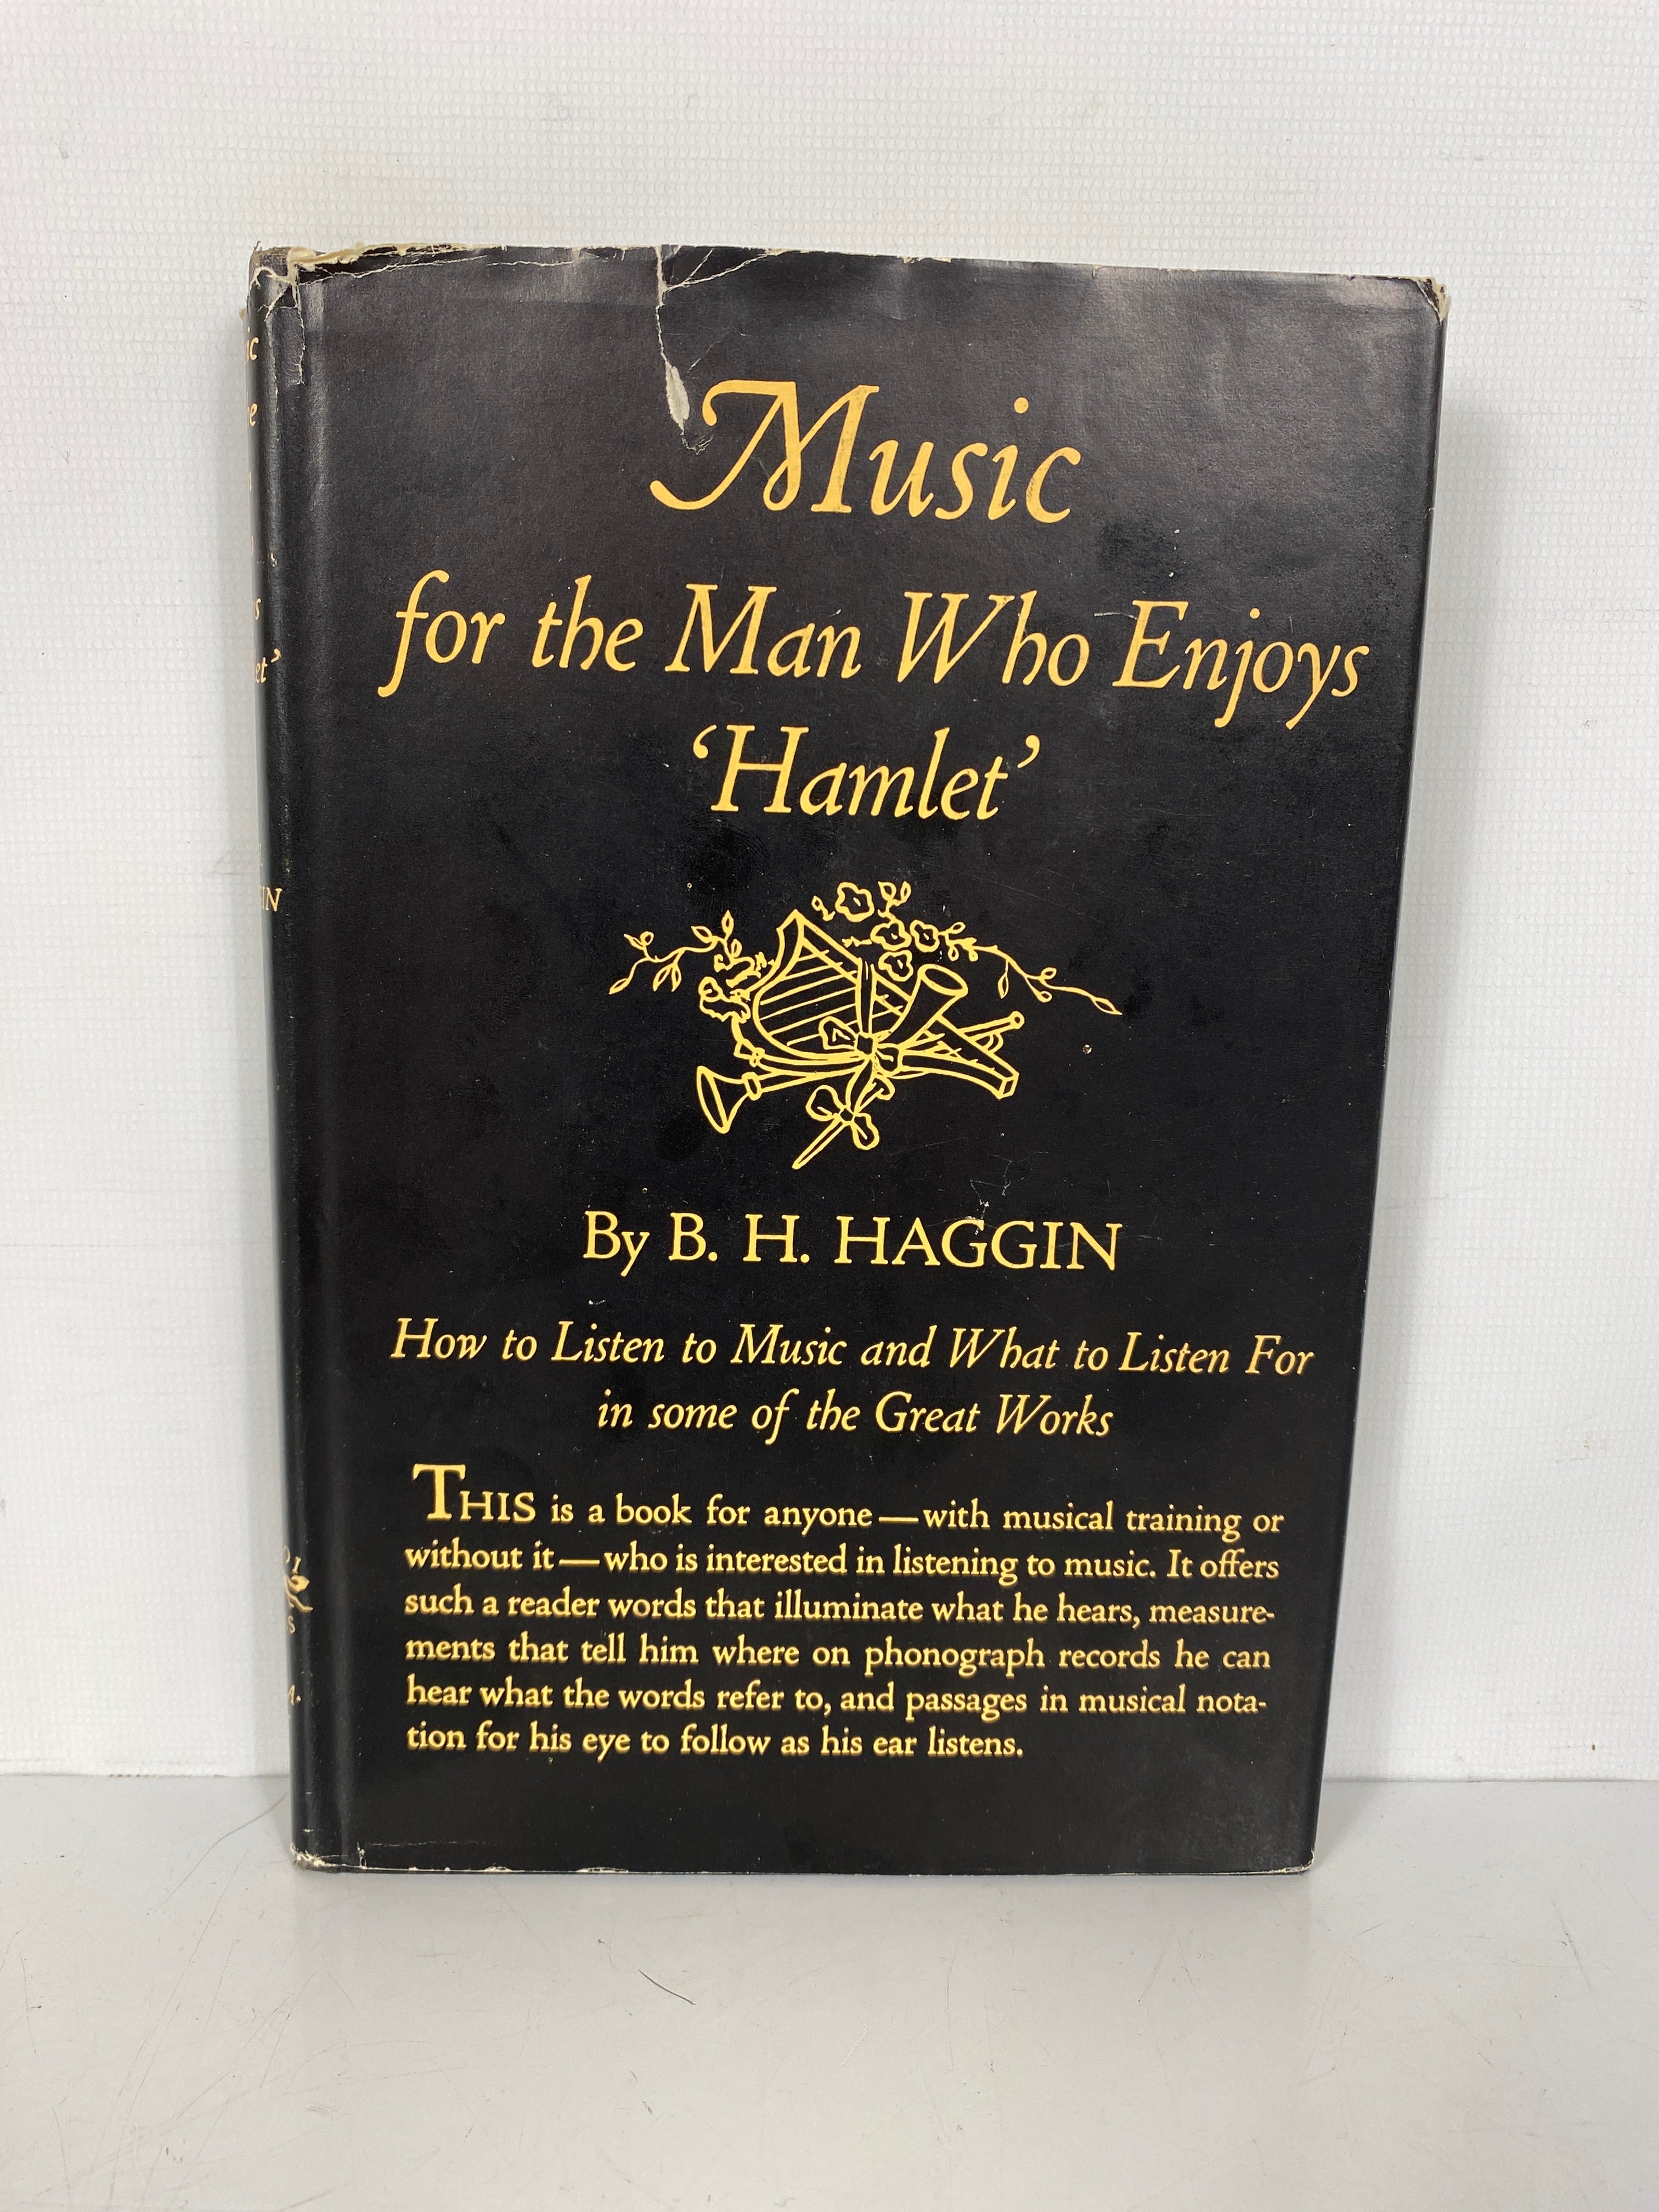 Music
for the Man Who Enjoys
‘Hamlet’
By B. H. HAGGIN
How to Listen to Music and What to Listen For
in some of the Great Works
THIS is a book for anyone—with musical training or
without it—who is interested in listening to music. It offers
such a reader words that illuminate what he hears, measure-
ments that tell him where on phonograph records he can
hear what the words refer to, and passages in musical nota-
tion for his eye to follow as his ear listens.